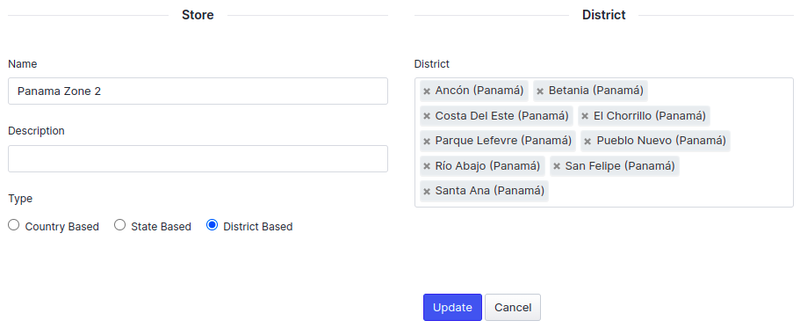 Store
Name
Panama Zone 2
Description
Type
Country Based State Based District Based
District
× Ancón (Panamá) × Betania (Panamá)
× Costa Del Este (Panamá) × El Chorrillo (Panamá)
× Parque Lefevre (Panamá) × Pueblo Nuevo (Panamá)
× Río Abajo (Panamá) × San Felipe (Panamá)
× Santa Ana (Panamá)
Update Cancel